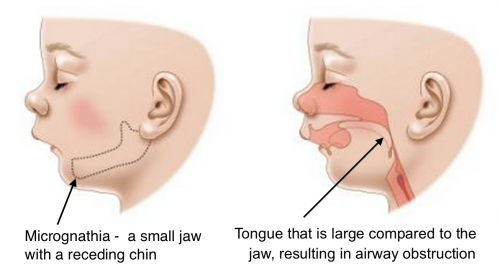 Micrognathia - a small jaw
with a receding chin
Tongue that is large compared to the
jaw, resulting in airway obstruction